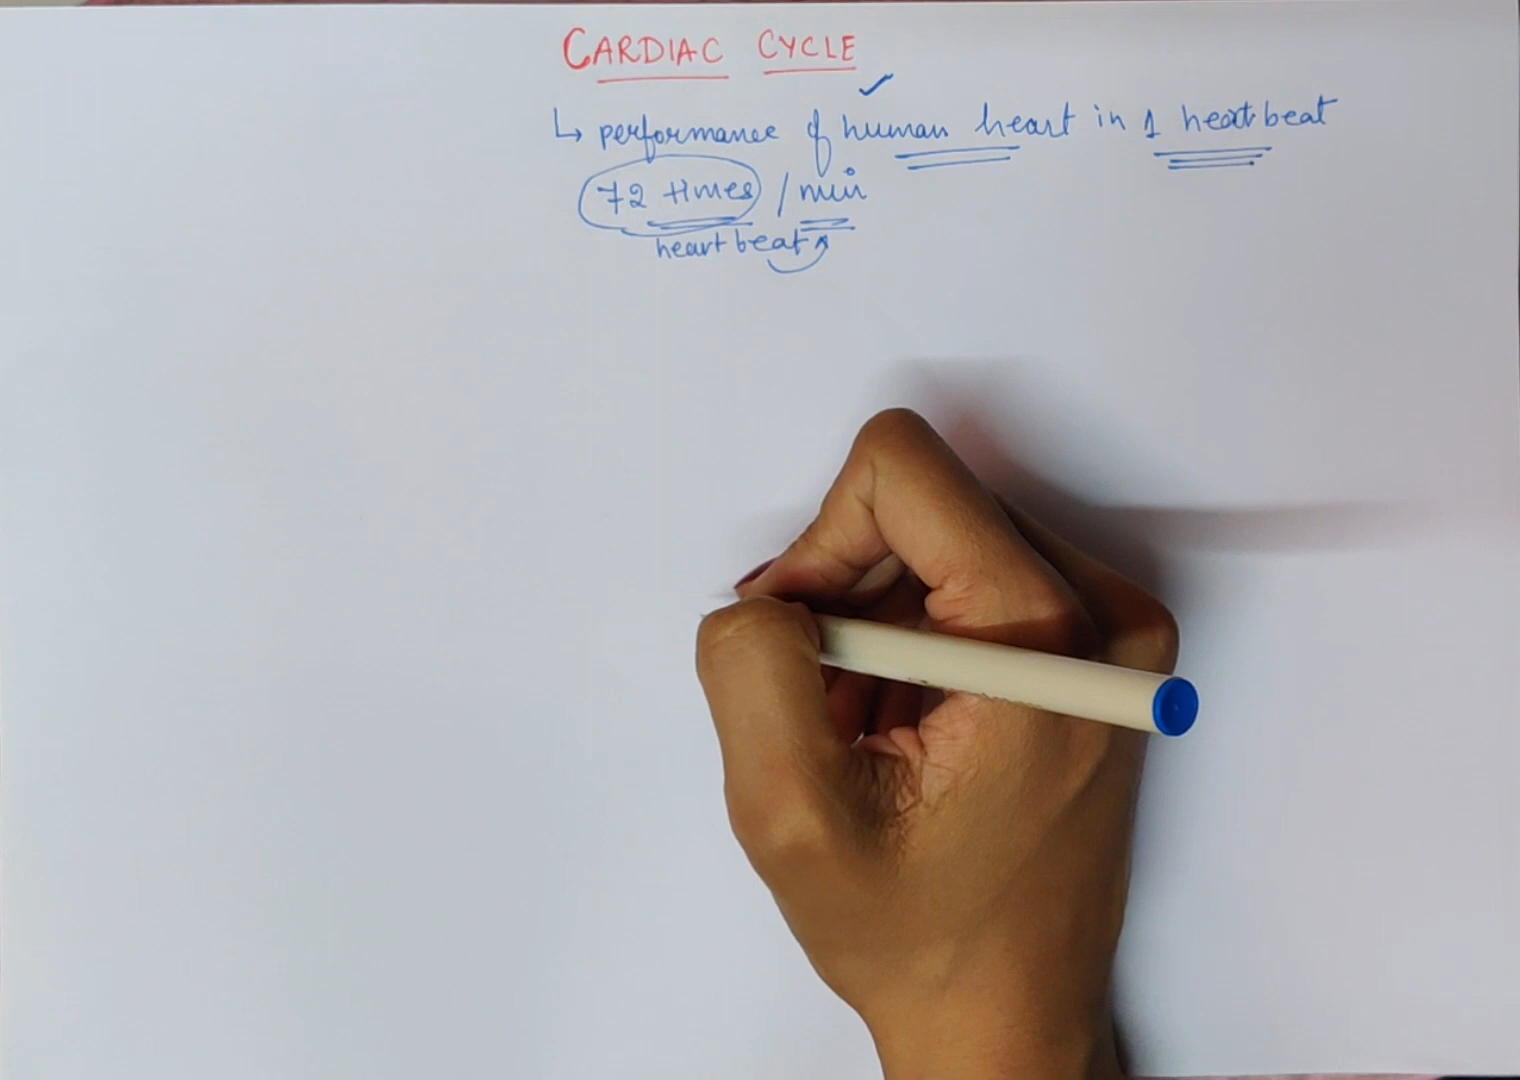 CARDIAC CYCLE
↳ performance of human heart in 1 heartbeat
72 times / min
heart beat